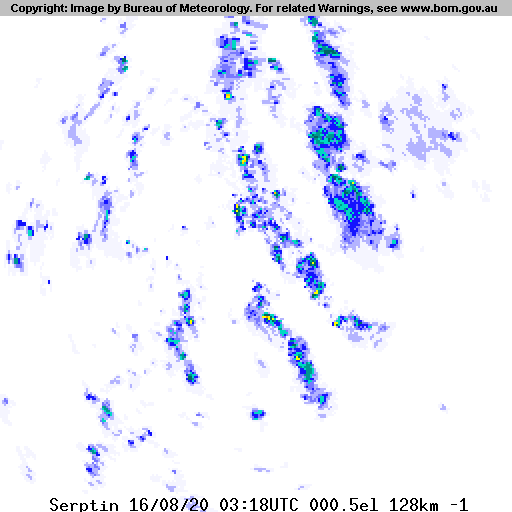 Copyright: Image by Bureau of Meteorology. For related Warnings, see www.bom.gov.au
Serptin 16/08/20 03:18UTC 000.5el 128km -1